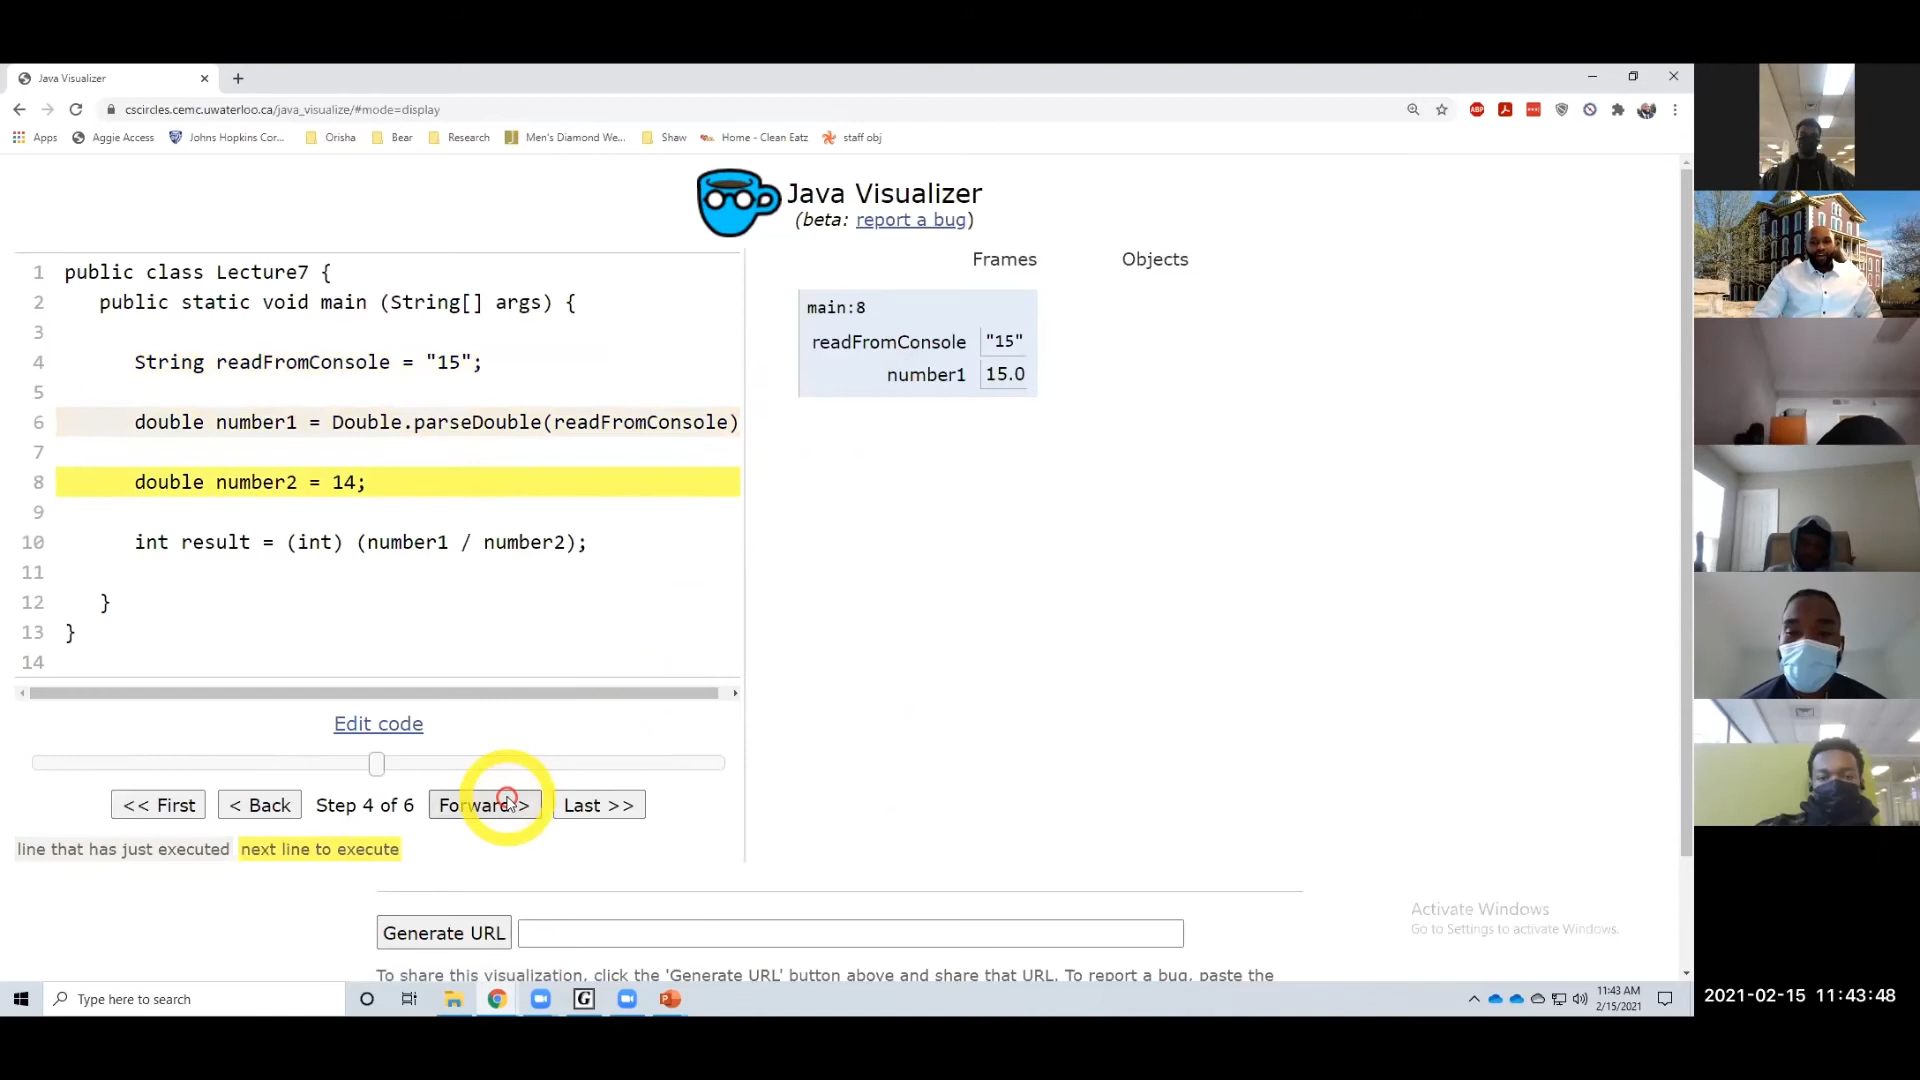 Java Visualizer
cscircles.cemc.uwaterloo.ca/java_visualize/#mode=display
ABP
Apps
Aggie Access
Johns Hopkins Cor...
Orisha
Bear
Research
Men's Diamond We...
Shaw
Home - Clean Eatz
staff obj
Java Visualizer
(beta: report a bug)
Frames
Objects
1 public class Lecture7 {
2 public static void main (String[] args) {
3
4 String readFromConsole = "15";
5
6 double number1 = Double.parseDouble(readFromConsole)
7
8 double number2 = 14;
9
10 int result = (int) (number1 / number2);
11
12 }
13 }
14
main:8
readFromConsole "15"
number1 15.0
Edit code
<< First
< Back
Step 4 of 6
Forward >
Last >>
line that has just executed next line to execute
Generate URL
To share this visualization, click the 'Generate URL' button above and share that URL. To report a bug, paste the
Activate Windows
Go to Settings to activate Windows.
Type here to search
G
11:43 AM
2/15/2021
2021-02-15 11:43:48